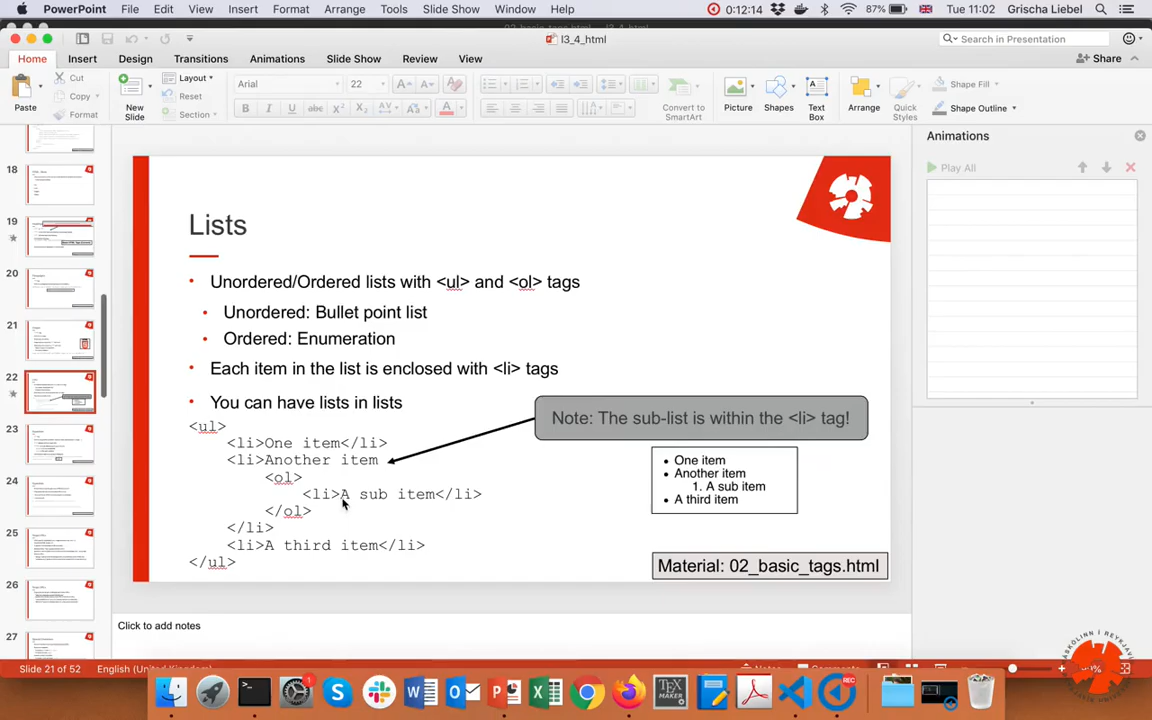 PowerPoint File Edit View Insert Format Arrange Tools Slide Show Window Help 0:12:14 87% Tue 11:02 Grischa Liebel
l3_4_html
Search in Presentation
Home Insert Design Transitions Animations Slide Show Review View Share
Paste Cut Copy Format
New Slide Layout Reset Section
Arial 22
Convert to SmartArt
Picture Shapes Text Box Arrange Quick Styles Shape Fill Shape Outline
Animations
Play All
18
19
20
21
22
23
24
25
26
27
Lists
• Unordered/Ordered lists with <ul> and <ol> tags
• Unordered: Bullet point list
• Ordered: Enumeration
• Each item in the list is enclosed with <li> tags
• You can have lists in lists
<ul>
<li>One item</li>
<li>Another item
<ol>
<li>A sub item</li>
</ol>
</li>
<li>A third item</li>
</ul>
Note: The sub-list is within the <li> tag!
• One item
• Another item
1. A sub item
• A third item
Material: 02_basic_tags.html
Click to add notes
Slide 21 of 52 English (United Kingdom) Notes Comments